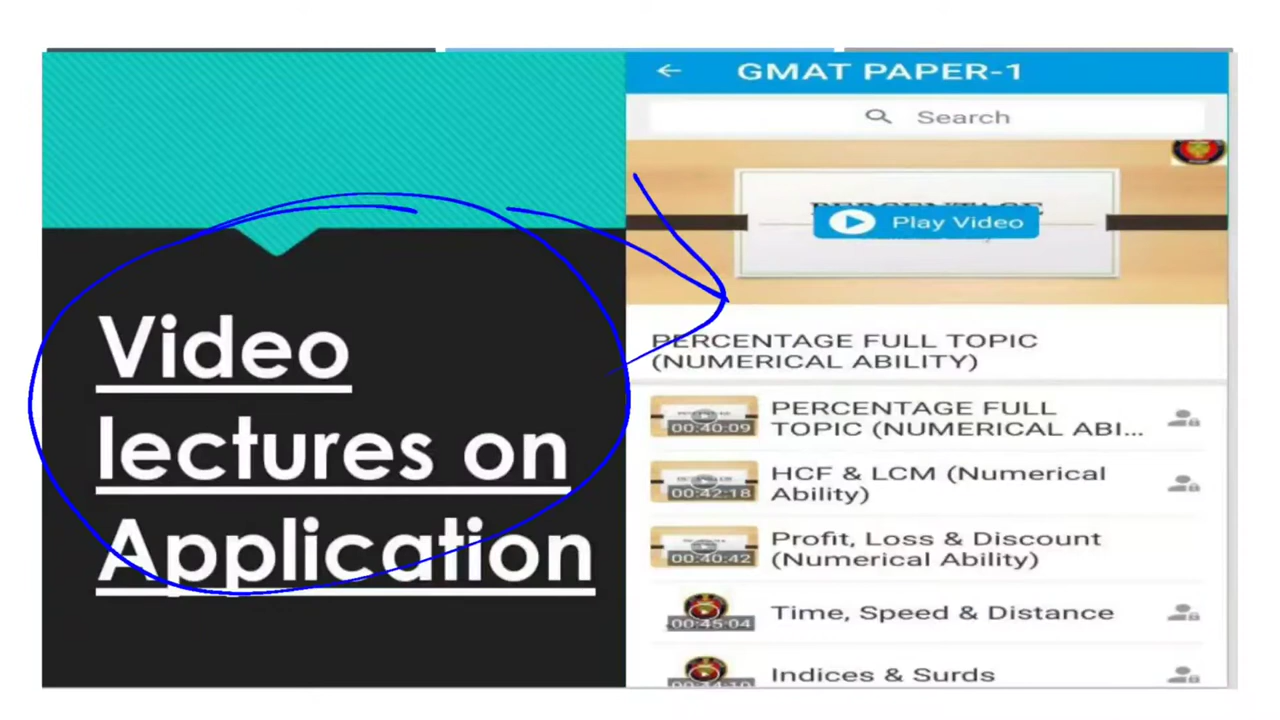 Video
lectures on
Application
GMAT PAPER-1
Search
Play Video
PERCENTAGE FULL TOPIC
(NUMERICAL ABILITY)
PERCENTAGE FULL
TOPIC (NUMERICAL ABI...
00:40:09
HCF & LCM (Numerical
Ability)
00:42:18
Profit, Loss & Discount
(Numerical Ability)
00:40:42
Time, Speed & Distance
00:45:04
Indices & Surds